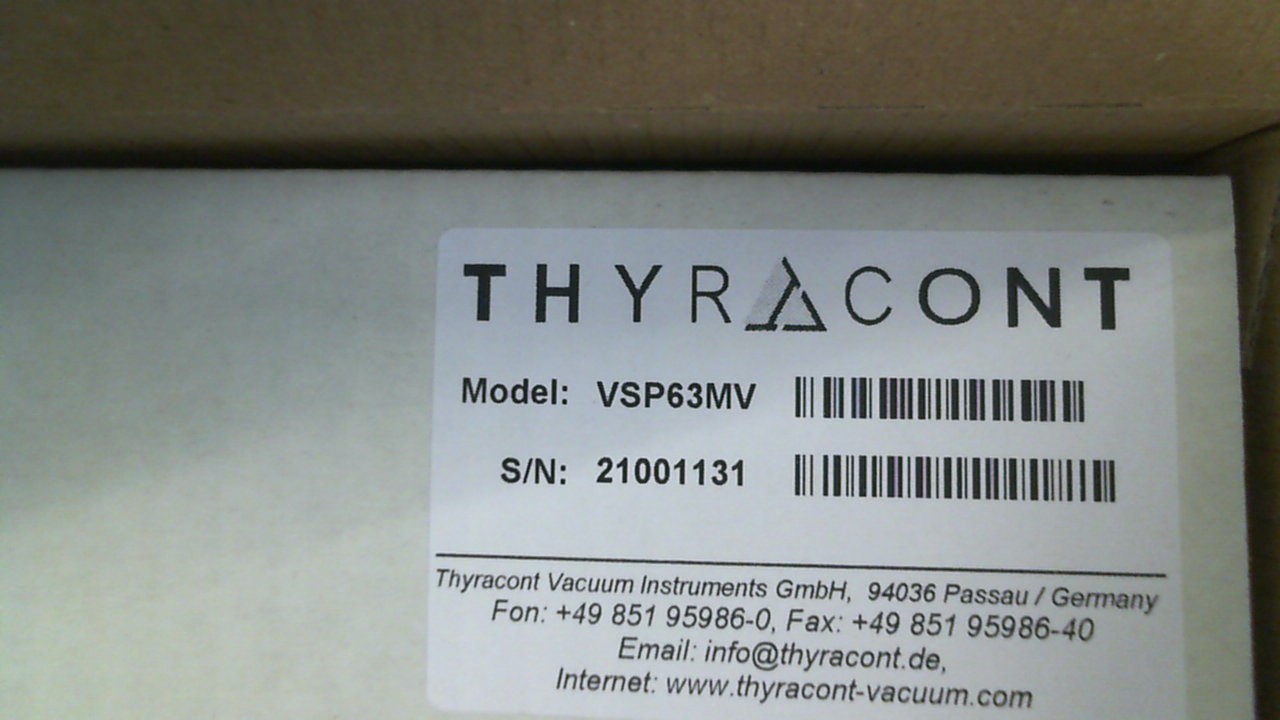 THYRACONT
Model: VSP63MV
S/N: 21001131
Thyracont Vacuum Instruments GmbH, 94036 Passau / Germany
Fon: +49 851 95986-0, Fax: +49 851 95986-40
Email: info@thyracont.de,
Internet: www.thyracont-vacuum.com